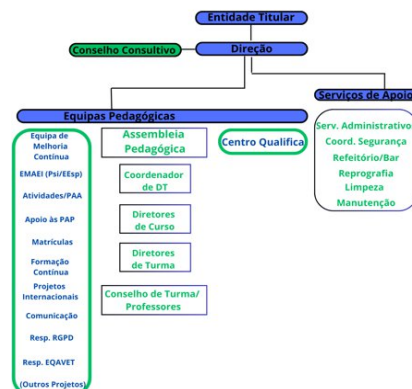 Entidade Titular
Conselho Consultivo
Direção
Equipas Pedagógicas
Serviços de Apoio
Equipa de
Melhoria
Contínua
EMAEI (Psi/EEsp)
Atividades/PAA
Apoio às PAP
Matrículas
Formação
Contínua
Projetos
Internacionais
Comunicação
Resp. RGPD
Resp. EQAVET
(Outros Projetos)
Assembleia
Pedagógica
Coordenador
de DT
Diretores
de Curso
Diretores
de Turma
Conselho de Turma/
Professores
Centro Qualifica
Serv. Administrativo
Coord. Segurança
Refeitório/Bar
Reprografia
Limpeza
Manutenção